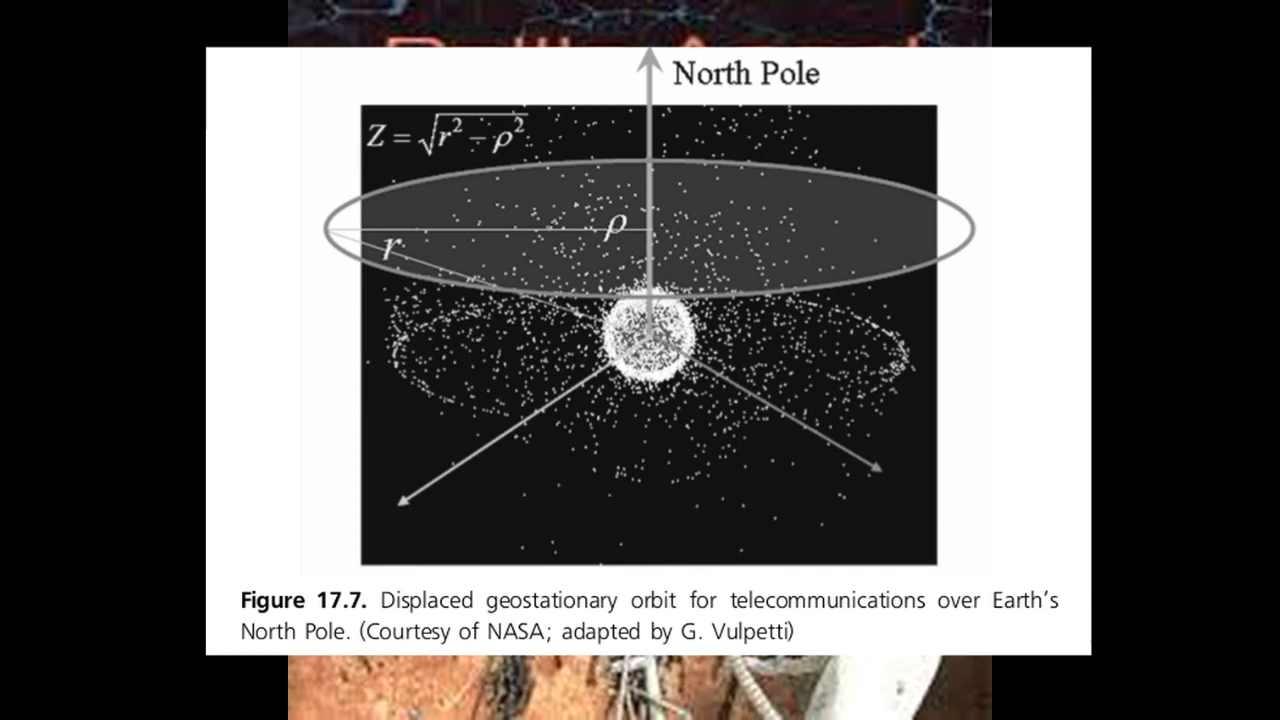 North Pole
Z = √r² − ρ²
ρ
r
Figure 17.7. Displaced geostationary orbit for telecommunications over Earth's
North Pole. (Courtesy of NASA; adapted by G. Vulpetti)